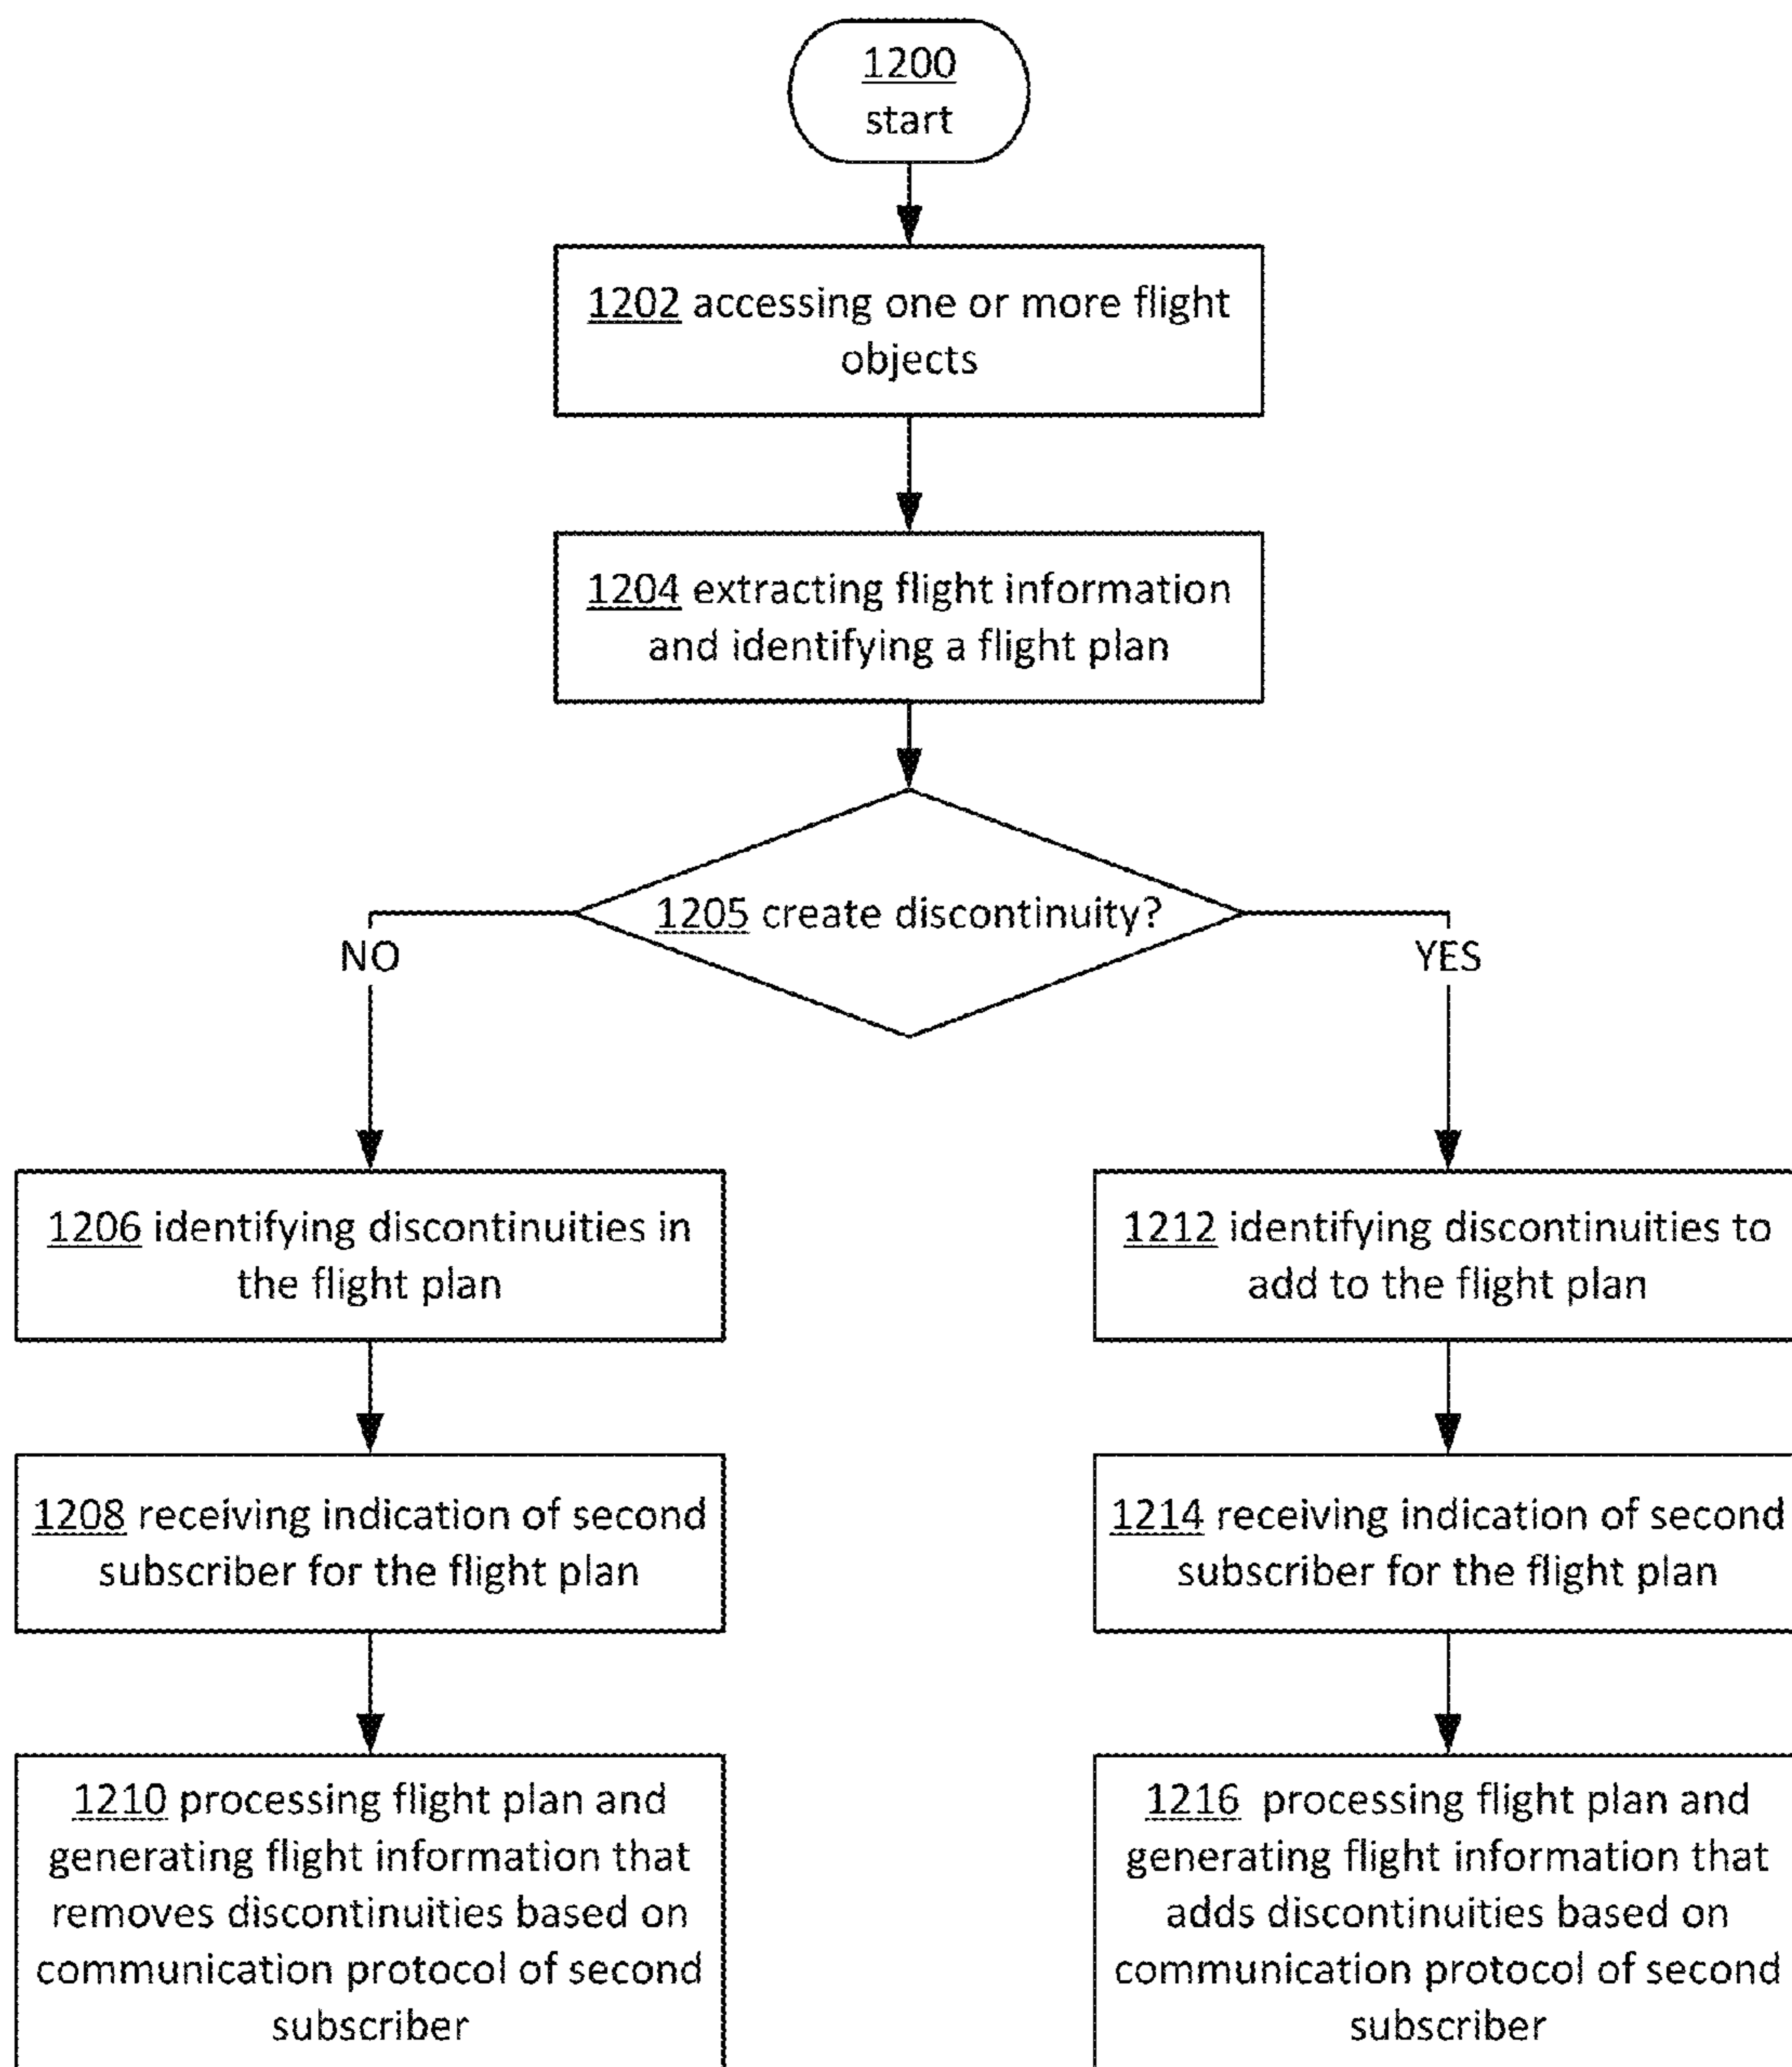 1200
start
1202 accessing one or more flight
objects
1204 extracting flight information
and identifying a flight plan
1205 create discontinuity?
NO
YES
1206 identifying discontinuities in
the flight plan
1212 identifying discontinuities to
add to the flight plan
1208 receiving indication of second
subscriber for the flight plan
1214 receiving indication of second
subscriber for the flight plan
1210 processing flight plan and
generating flight information that
removes discontinuities based on
communication protocol of second
subscriber
1216 processing flight plan and
generating flight information that
adds discontinuities based on
communication protocol of second
subscriber